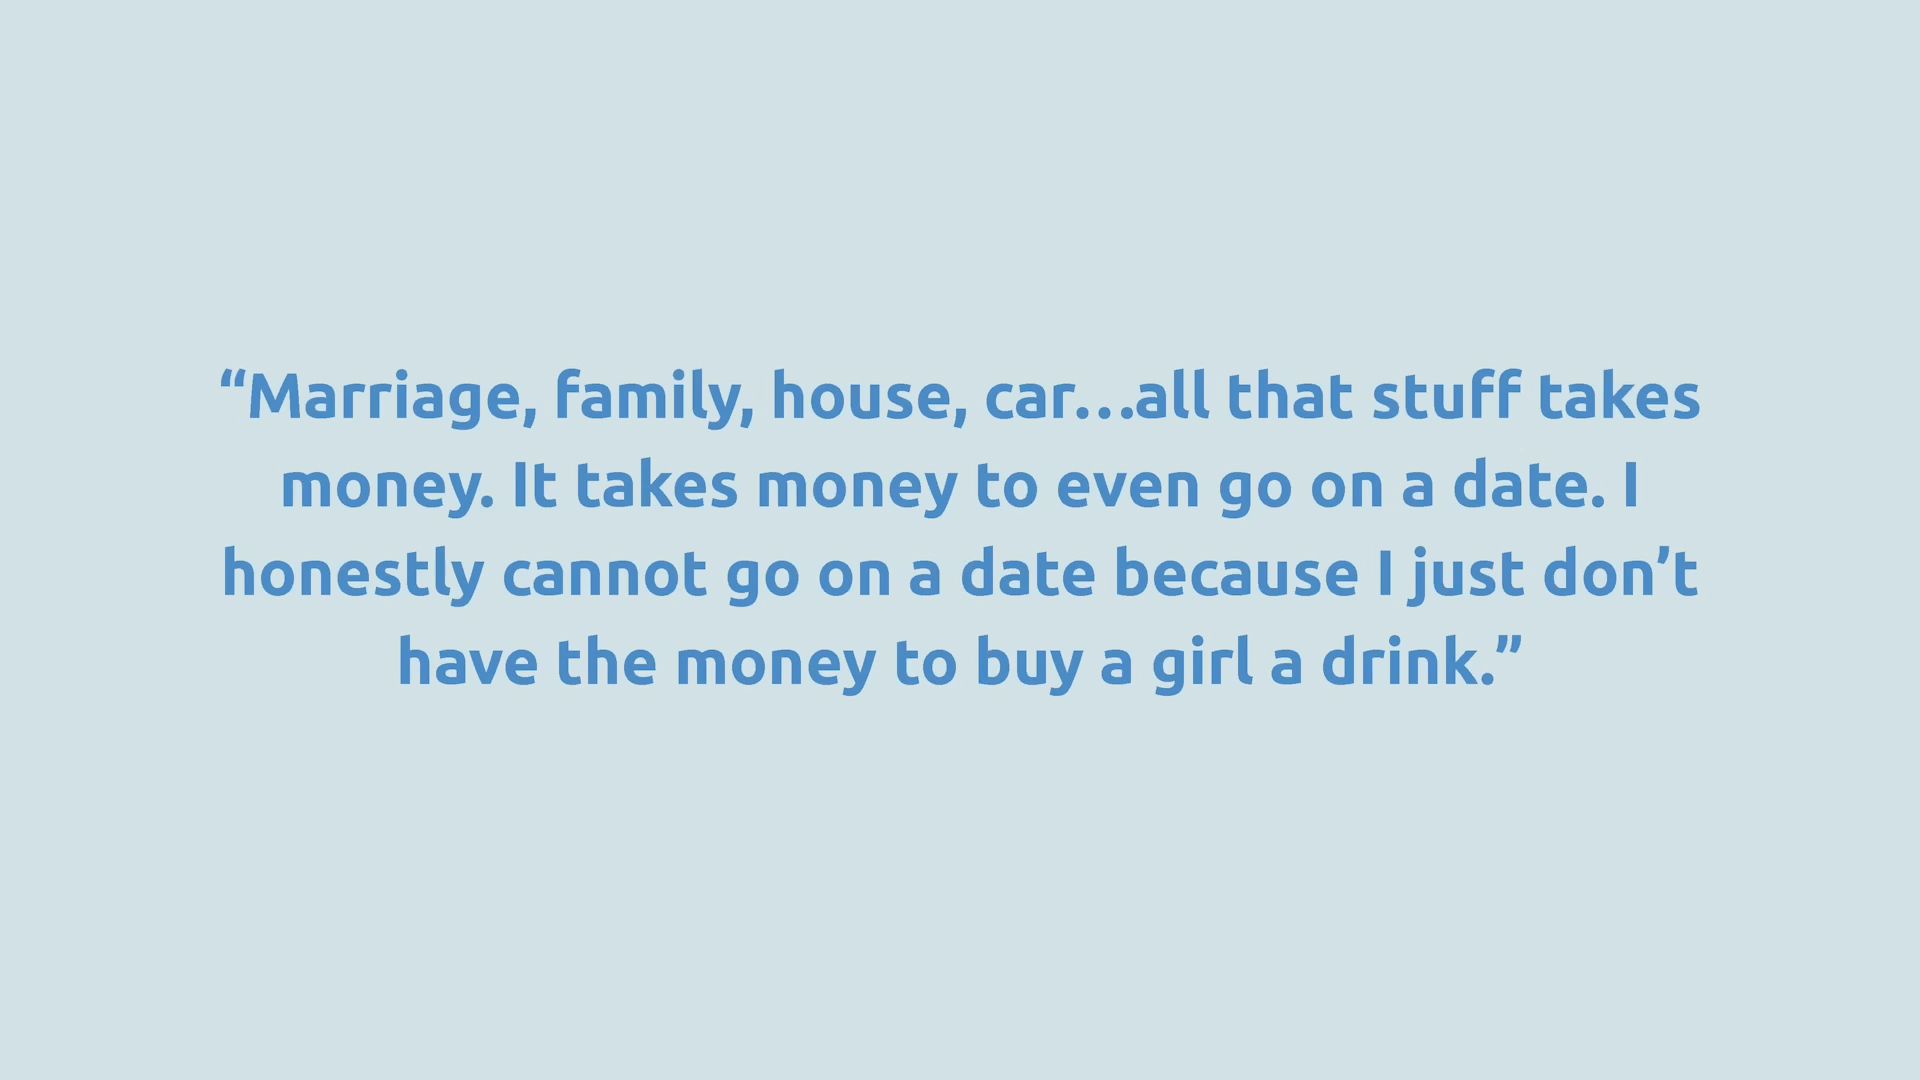 “Marriage, family, house, car…all that stuff takes
money. It takes money to even go on a date. I
honestly cannot go on a date because I just don’t
have the money to buy a girl a drink.”